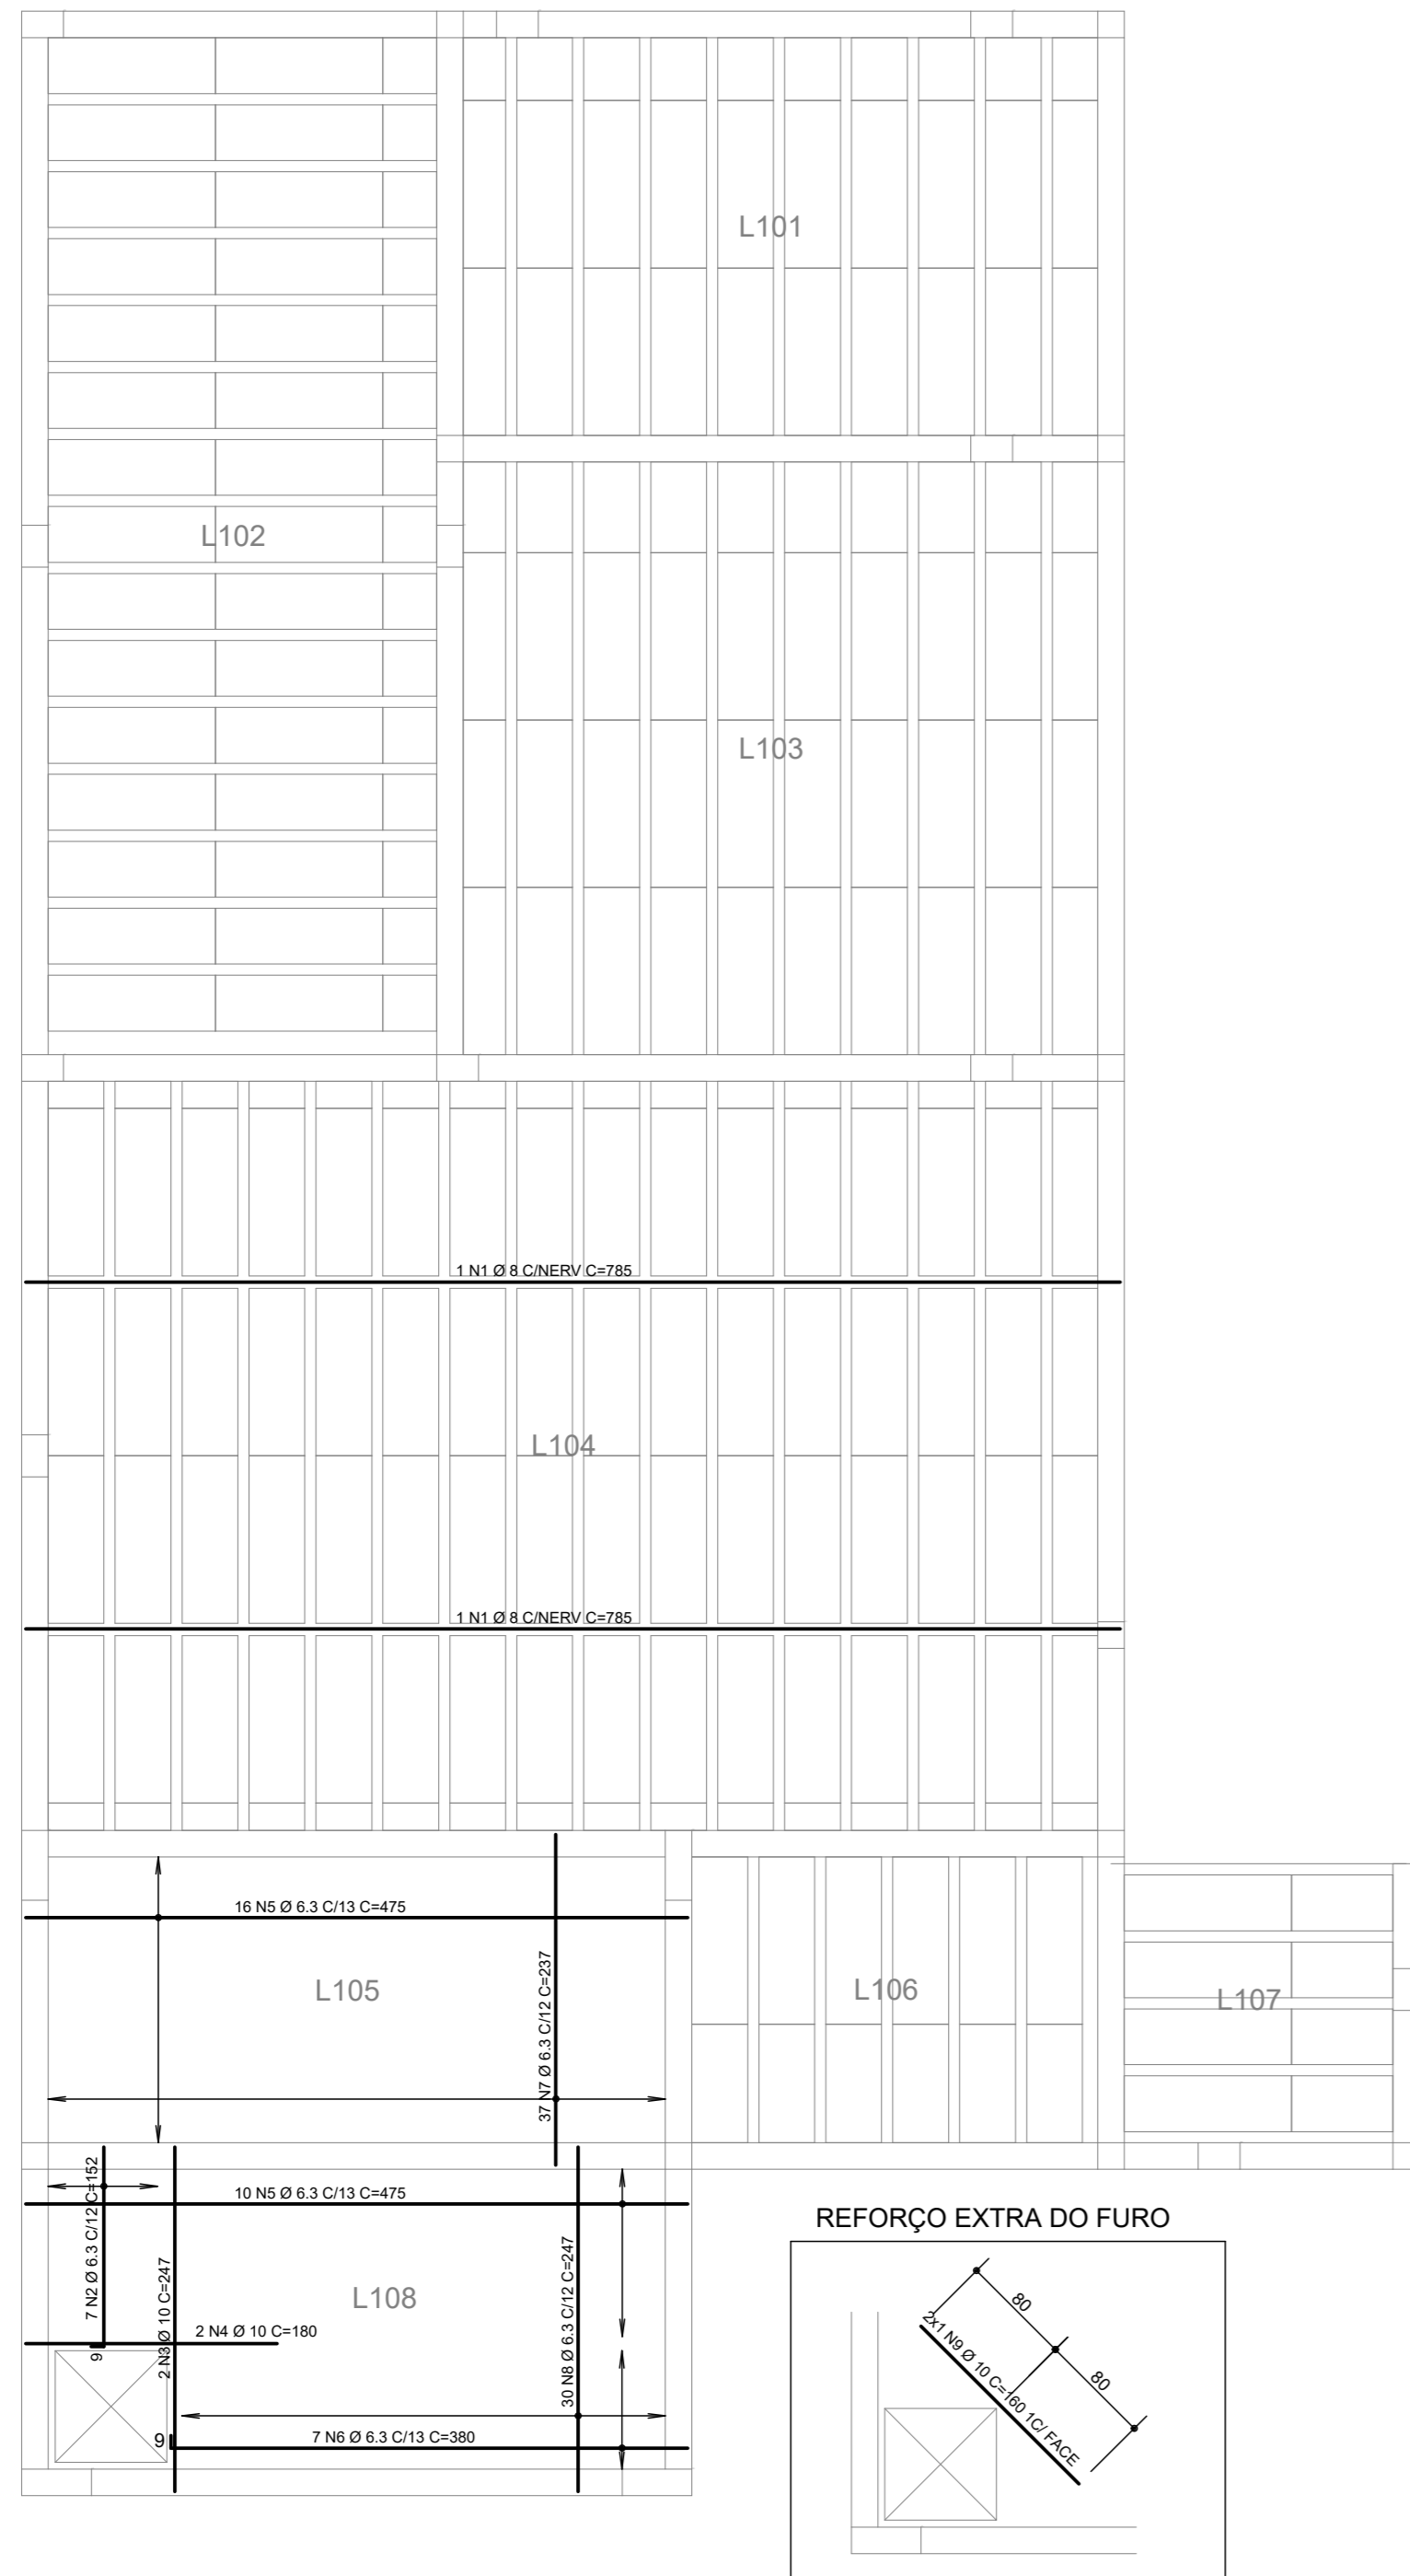 L101
L102
L103
1 N1 Ø 8 C/NERV C=785
L104
1 N1 Ø 8 C/NERV C=785
16 N5 Ø 6.3 C/13 C=475
37 N7 Ø 6.3 C/12 C=237
L105
L106
L107
7 N2 Ø 6.3 C/12 C=152
9
10 N5 Ø 6.3 C/13 C=475
2 N3 Ø 10 C=247
30 N8 Ø 6.3 C/12 C=247
L108
2 N4 Ø 10 C=180
9
7 N6 Ø 6.3 C/13 C=380
REFORÇO EXTRA DO FURO
80
80
2x1 N9 Ø 10 C=160 1C/ FACE